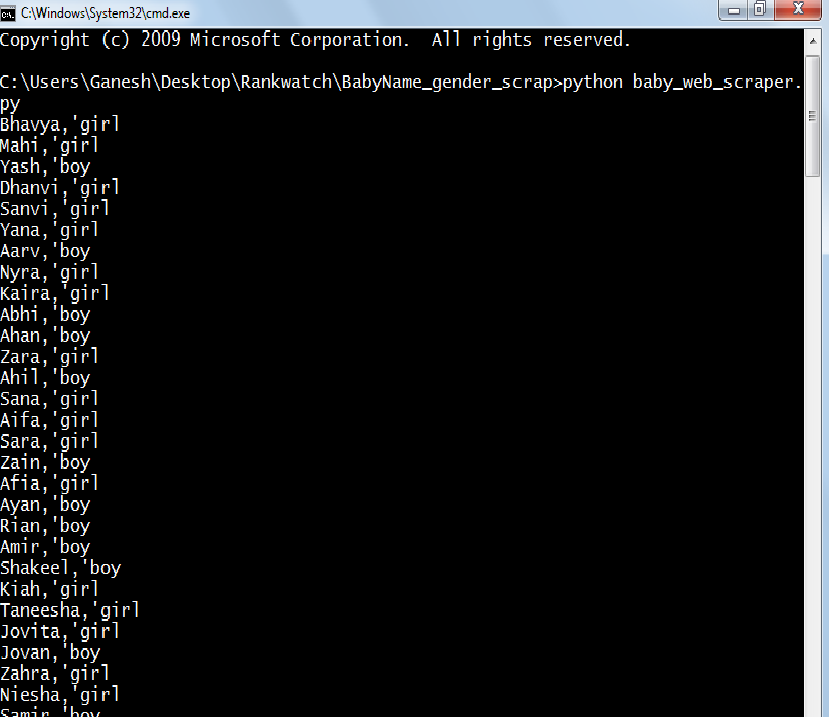 C:\Windows\System32\cmd.exe
Copyright (c) 2009 Microsoft Corporation.  All rights reserved.
C:\Users\Ganesh\Desktop\Rankwatch\BabyName_gender_scrap>python baby_web_scraper.
py
Bhavya,'girl
Mahi,'girl
Yash,'boy
Dhanvi,'girl
Sanvi,'girl
Yana,'girl
Aarv,'boy
Nyra,'girl
Kaira,'girl
Abhi,'boy
Ahan,'boy
Zara,'girl
Ahil,'boy
Sana,'girl
Aifa,'girl
Sara,'girl
Zain,'boy
Afia,'girl
Ayan,'boy
Rian,'boy
Amir,'boy
Shakeel,'boy
Kiah,'girl
Taneesha,'girl
Jovita,'girl
Jovan,'boy
Zahra,'girl
Niesha,'girl
Samir,'boy